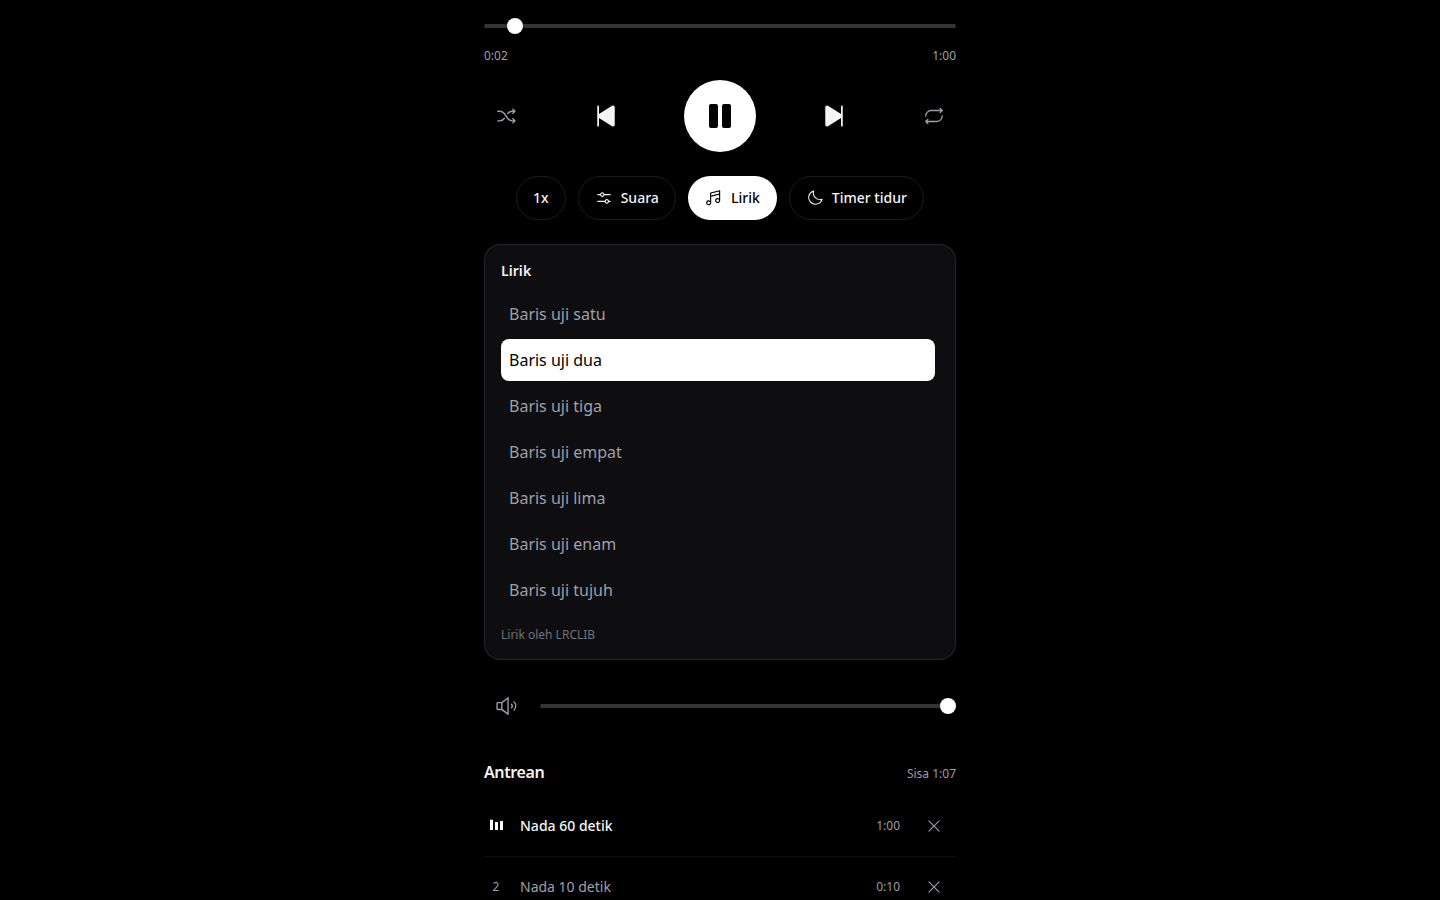 0:02 1:00
1x Suara Lirik Timer tidur
Lirik
Baris uji satu
Baris uji dua
Baris uji tiga
Baris uji empat
Baris uji lima
Baris uji enam
Baris uji tujuh
Lirik oleh LRCLIB
Antrean Sisa 1:07
Nada 60 detik 1:00
2 Nada 10 detik 0:10